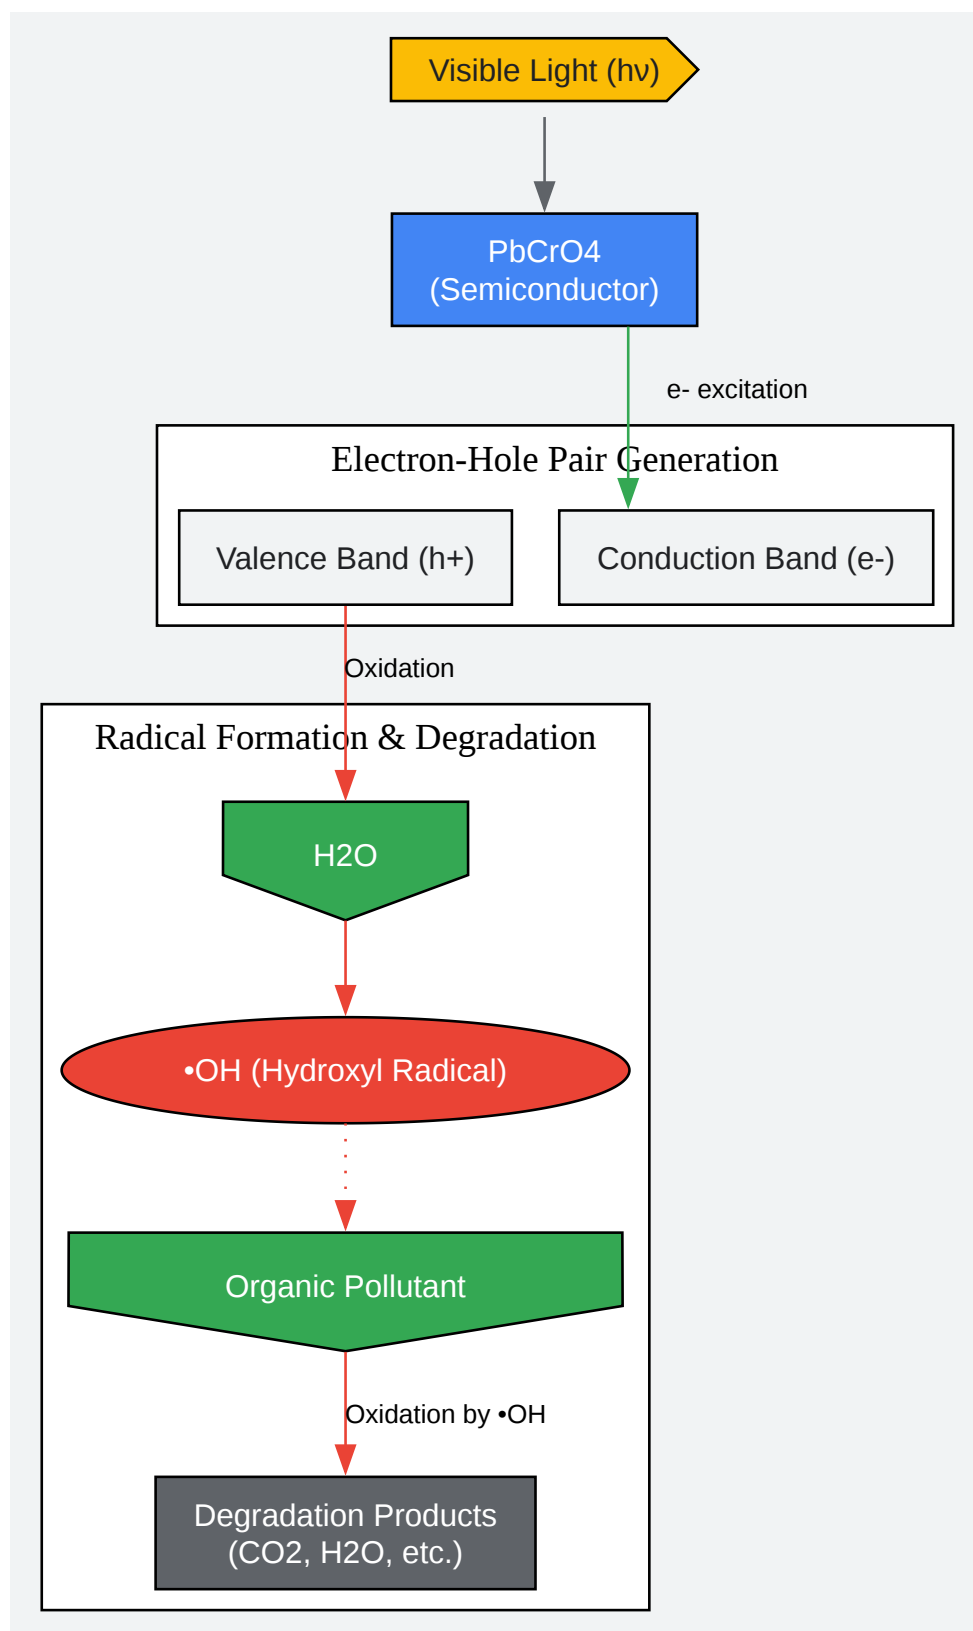 Visible Light (hν)
PbCrO4
(Semiconductor)
e- excitation
Electron-Hole Pair Generation
Valence Band (h+)
Conduction Band (e-)
Oxidation
Radical Formation & Degradation
H2O
•OH (Hydroxyl Radical)
Organic Pollutant
Oxidation by •OH
Degradation Products
(CO2, H2O, etc.)